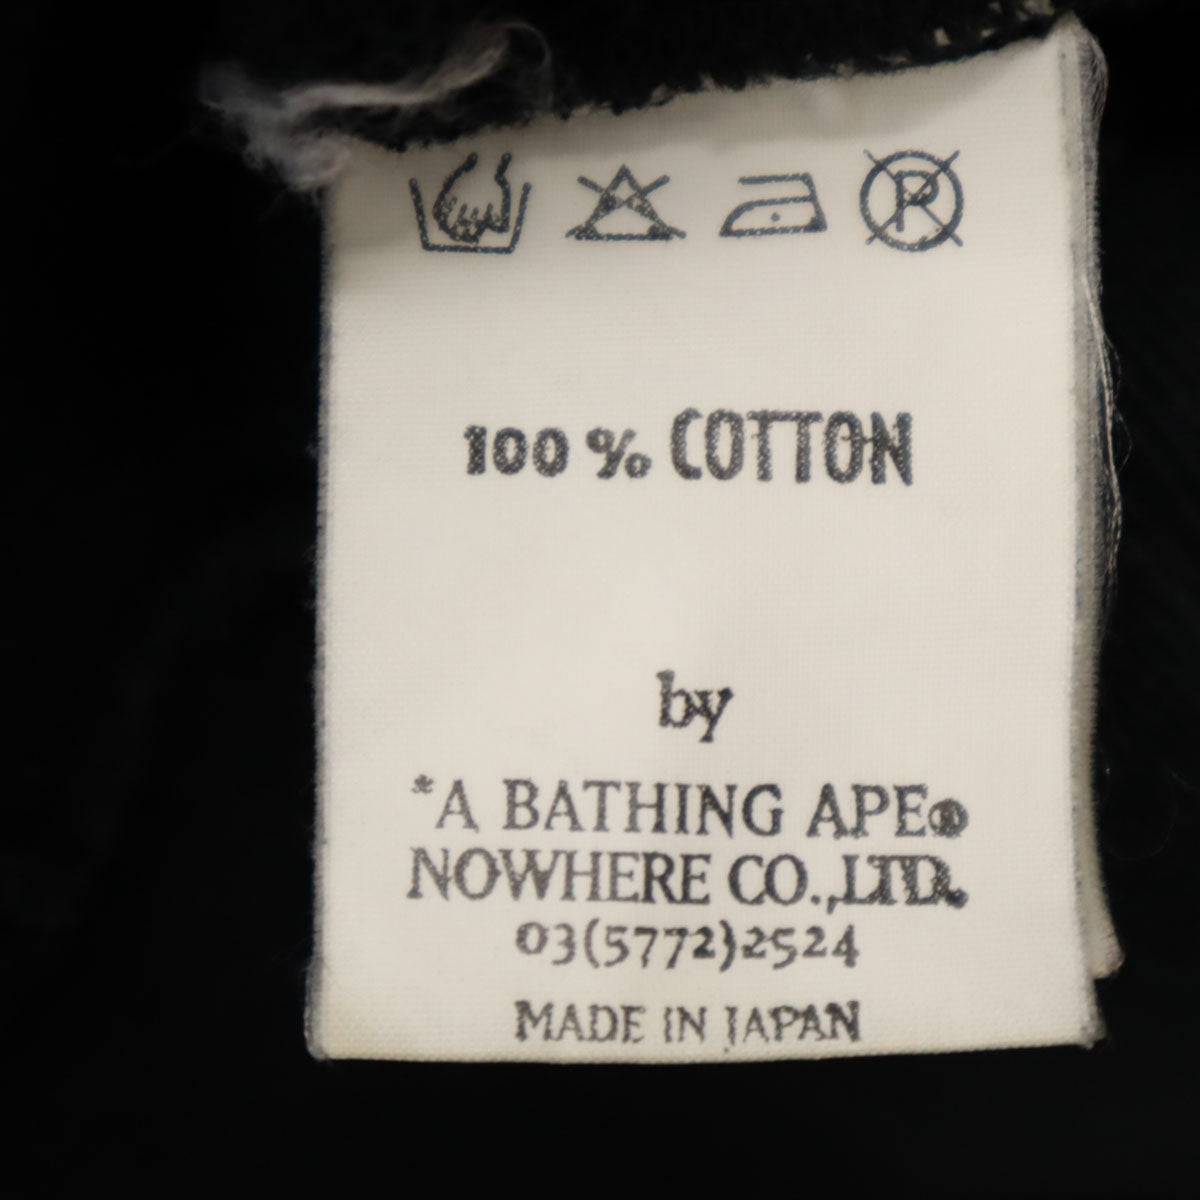 P
100 % COTTON
by
*A BATHING APE®
NOWHERE CO.,LTD.
03(5772)2524
MADE IN JAPAN